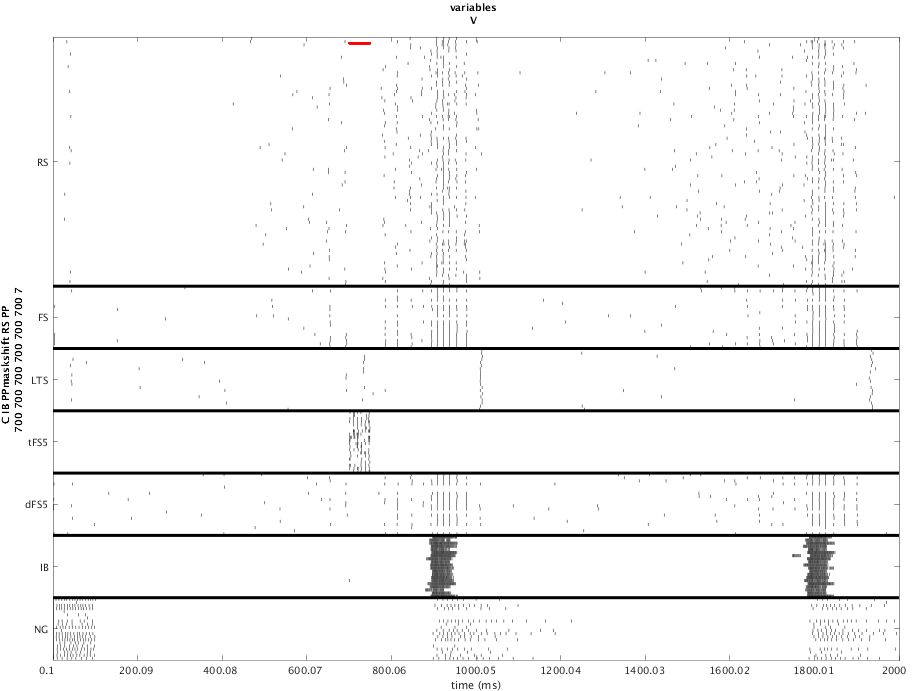 variables
V
RS
FS
LTS
tFS5
dFS5
IB
NG
C IB PPmaskshift RS PP
700 700 700 700 700 700 7
0.1 200.09 400.08 600.07 800.06 1000.05 1200.04 1400.03 1600.02 1800.01 2000
time (ms)